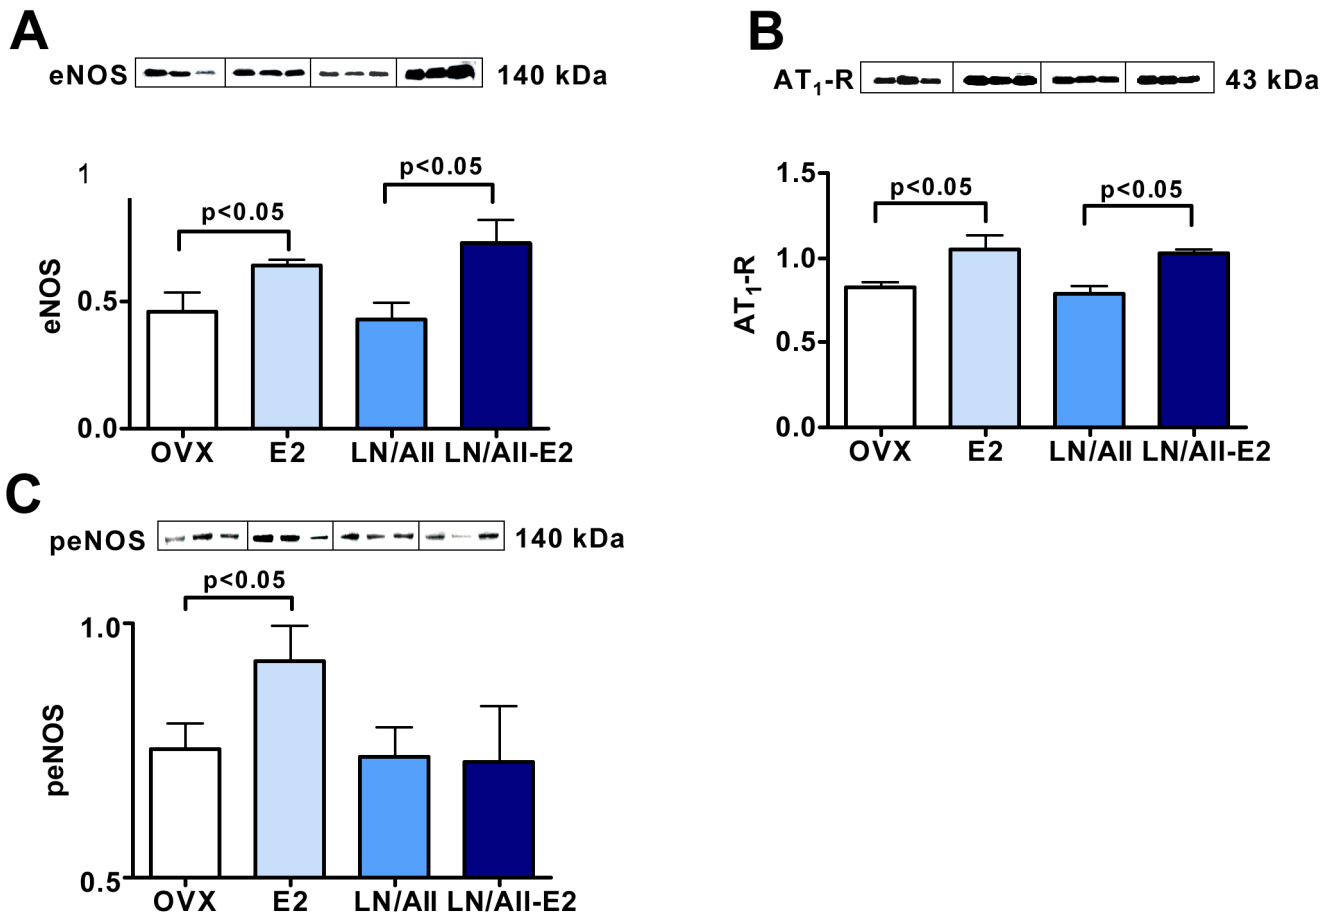 A
eNOS 140 kDa
1
p<0.05
p<0.05
eNOS
0.5
0.0
OVX E2 LN/AII LN/AII-E2
B
AT1-R 43 kDa
1.5
p<0.05 p<0.05
1.0
AT1-R
0.5
0.0
OVX E2 LN/AII LN/AII-E2
C
peNOS 140 kDa
p<0.05
1.0
peNOS
0.5
OVX E2 LN/AII LN/AII-E2